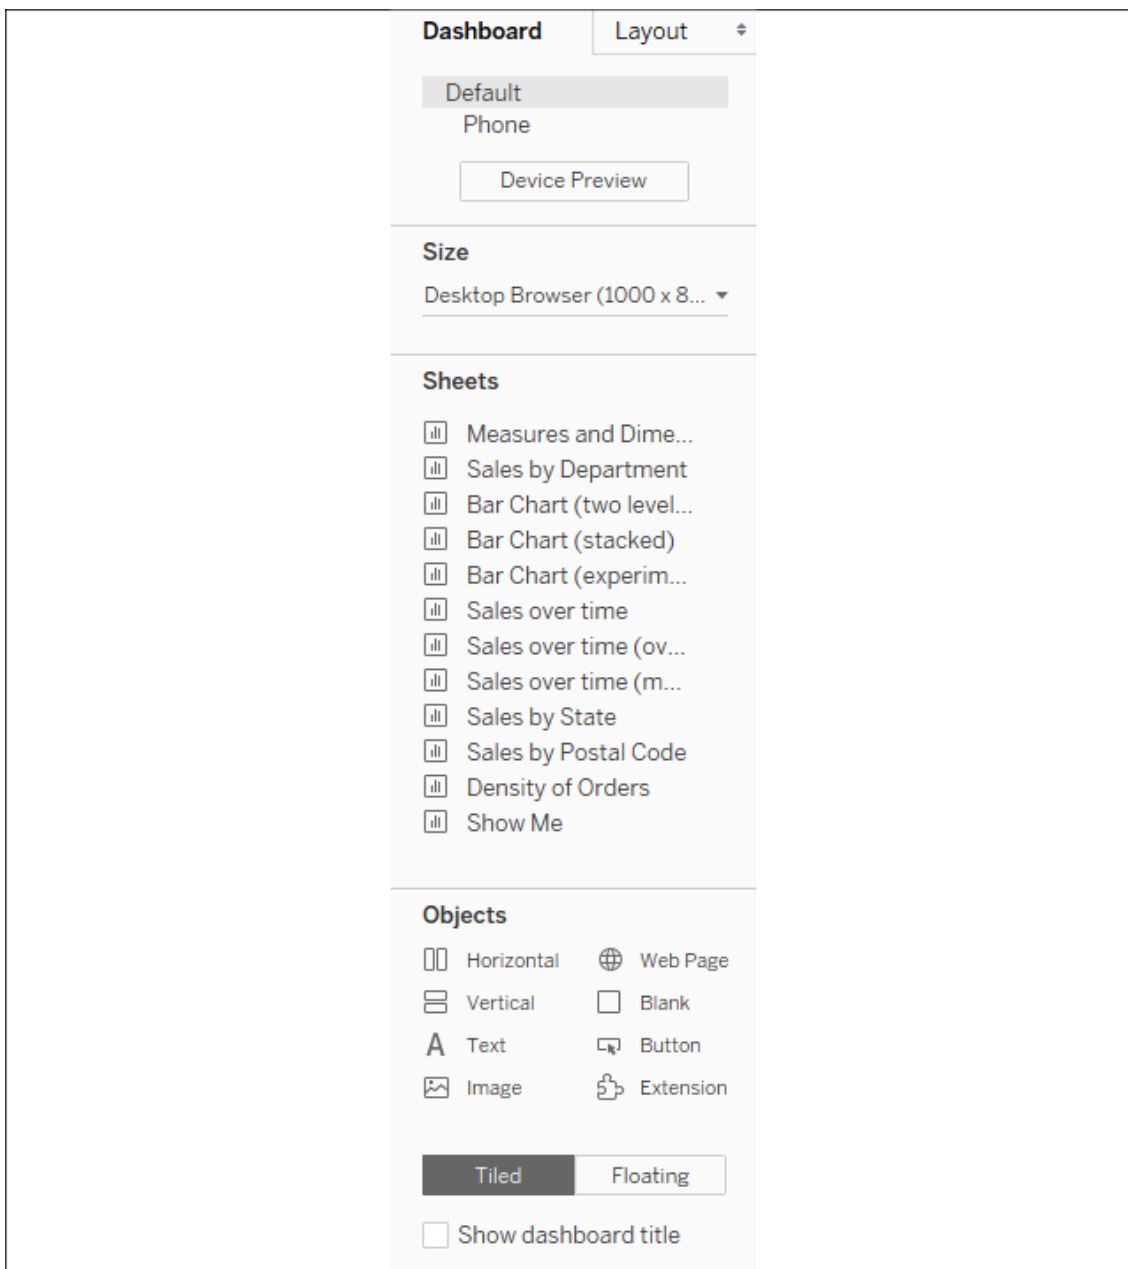 Dashboard Layout
Default
Phone
Device Preview
Size
Desktop Browser (1000 x 8...
Sheets
Measures and Dime...
Sales by Department
Bar Chart (two level...
Bar Chart (stacked)
Bar Chart (experim...
Sales over time
Sales over time (ov...
Sales over time (m...
Sales by State
Sales by Postal Code
Density of Orders
Show Me
Objects
Horizontal Web Page
Vertical Blank
Text Button
Image Extension
Tiled Floating
Show dashboard title